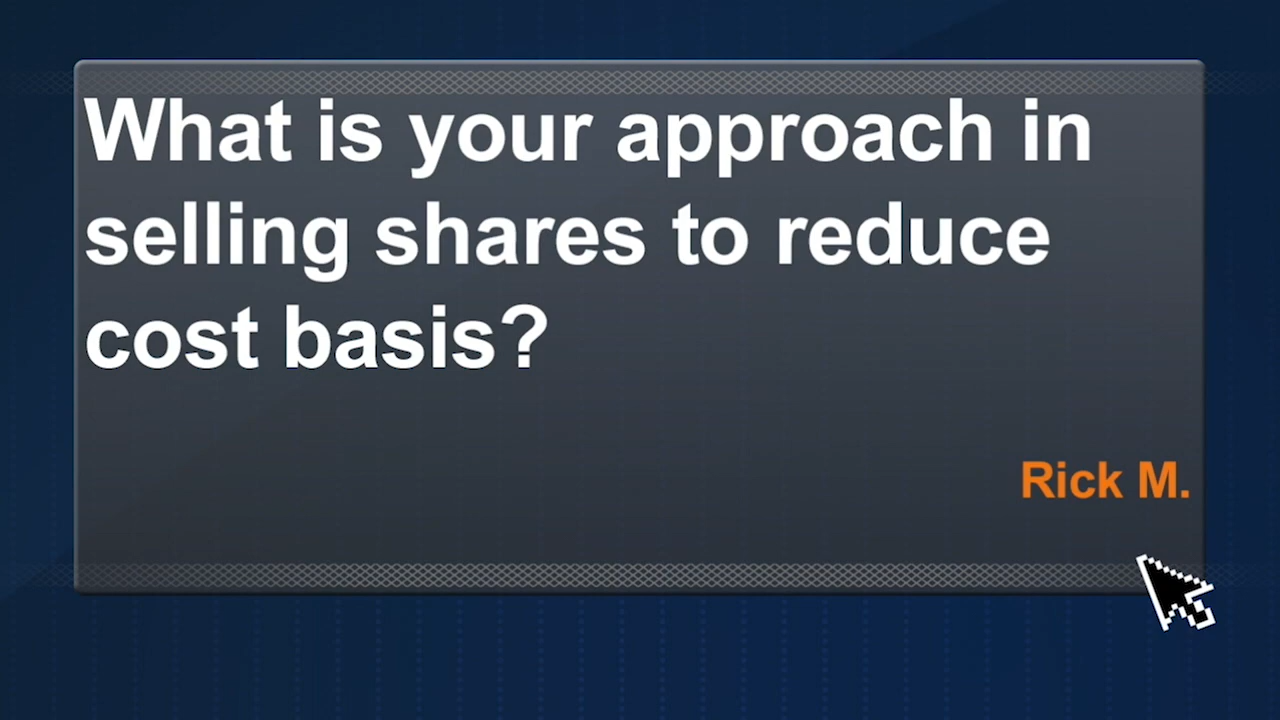 What is your approach in
selling shares to reduce
cost basis?
Rick M.